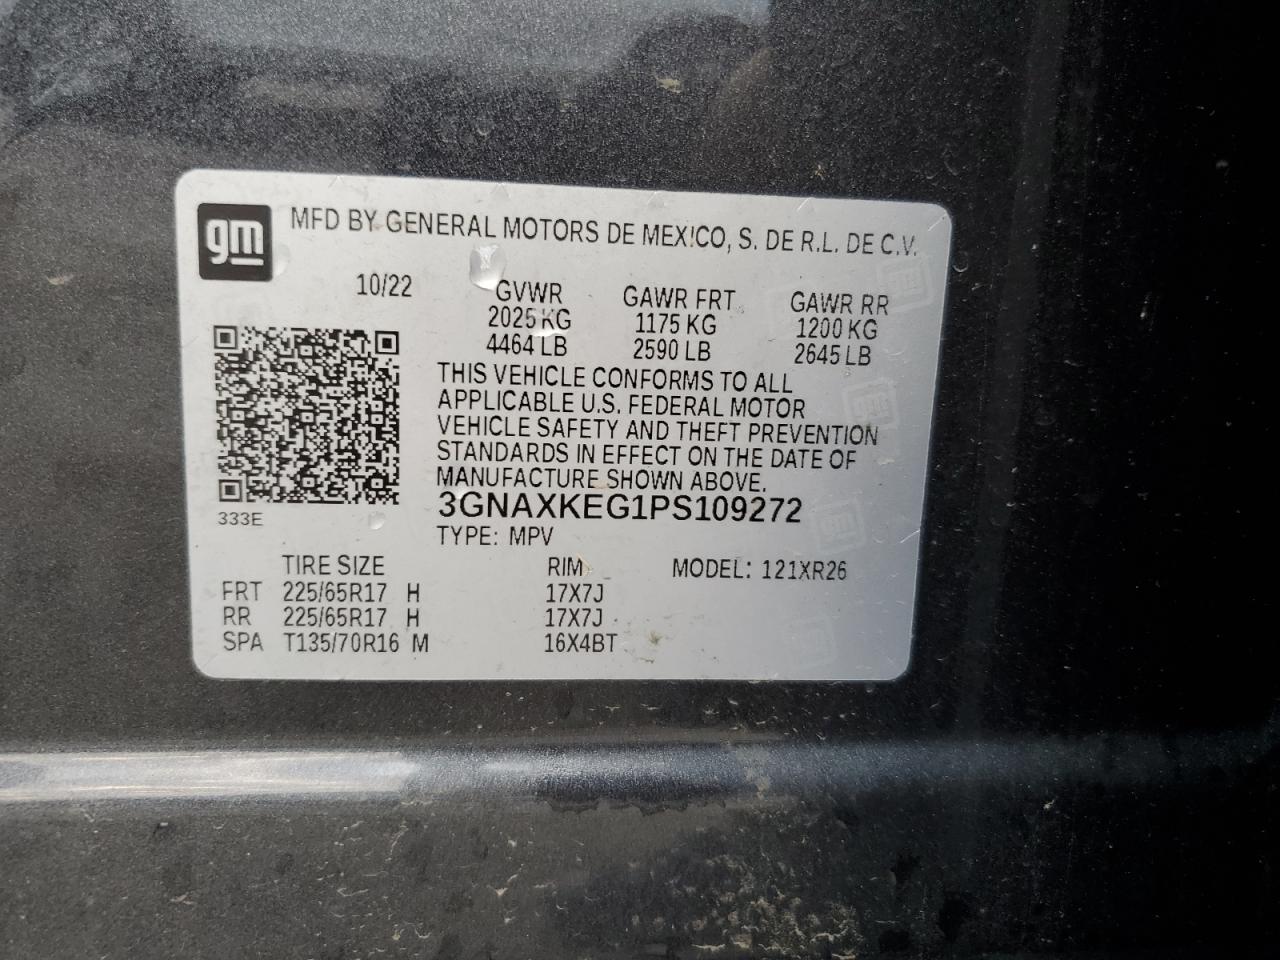 gm
MFD BY GENERAL MOTORS DE MEXICO, S. DE R.L. DE C.V.
10/22
GVWR GAWR FRT GAWR RR
2025 KG 1175 KG 1200 KG
4464 LB 2590 LB 2645 LB
THIS VEHICLE CONFORMS TO ALL
APPLICABLE U.S. FEDERAL MOTOR
VEHICLE SAFETY AND THEFT PREVENTION
STANDARDS IN EFFECT ON THE DATE OF
MANUFACTURE SHOWN ABOVE.
3GNAXKEG1PS109272
333E
TYPE: MPV
TIRE SIZE RIM MODEL: 121XR26
FRT 225/65R17 H 17X7J
RR 225/65R17 H 17X7J
SPA T135/70R16 M 16X4BT